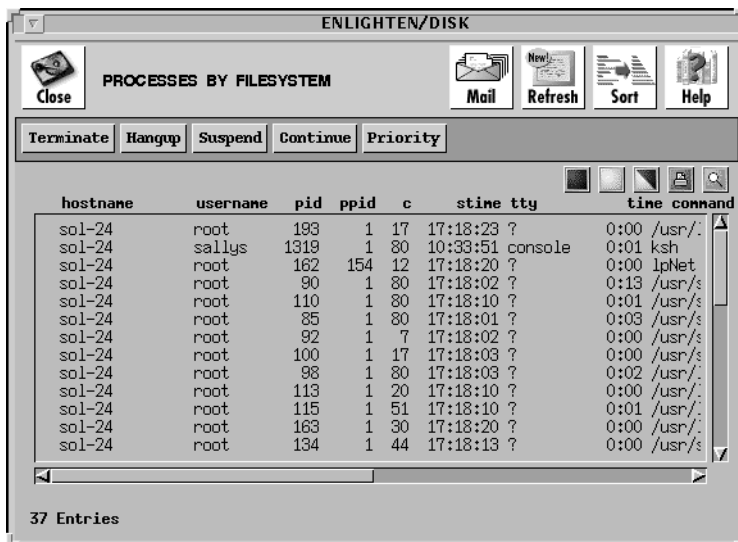 ENLIGHTEN/DISK
Close
PROCESSES BY FILESYSTEM
Mail
New!
Refresh
Sort
Help
Terminate Hangup Suspend Continue Priority
hostname username pid ppid c stime tty time command
sol-24 root 193 1 17 17:18:23 ? 0:00 /usr/l
sol-24 sallys 1319 1 80 10:33:51 console 0:01 ksh
sol-24 root 162 154 12 17:18:20 ? 0:00 lpNet
sol-24 root 90 1 80 17:18:02 ? 0:13 /usr/s
sol-24 root 110 1 80 17:18:10 ? 0:01 /usr/s
sol-24 root 85 1 80 17:18:01 ? 0:03 /usr/s
sol-24 root 92 1 7 17:18:02 ? 0:00 /usr/s
sol-24 root 100 1 17 17:18:03 ? 0:00 /usr/s
sol-24 root 98 1 80 17:18:03 ? 0:02 /usr/l
sol-24 root 113 1 20 17:18:10 ? 0:00 /usr/l
sol-24 root 115 1 51 17:18:10 ? 0:01 /usr/l
sol-24 root 163 1 30 17:18:20 ? 0:00 /usr/l
sol-24 root 134 1 44 17:18:13 ? 0:00 /usr/s
37 Entries